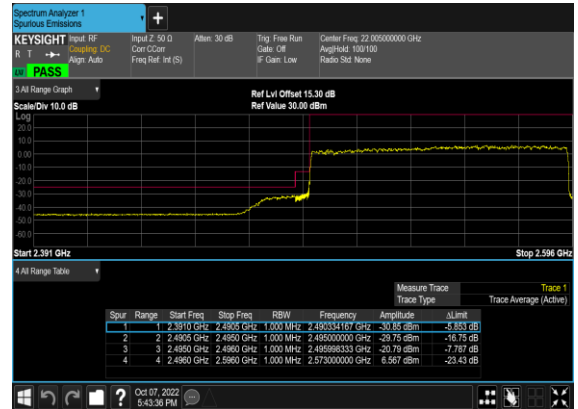 Spectrum Analyzer 1
Spurious Emissions
+
KEYSIGHT Input: RF Input Z: 50 Ω Atten: 30 dB Trig: Free Run Center Freq: 22.005000000 GHz
R T Coupling: DC Corr CCorr Gate: Off Avg|Hold: 100/100
Align: Auto Freq Ref: Int (S) IF Gain: Low Radio Std: None
PASS
3 All Range Graph
Ref Lvl Offset 15.30 dB
Scale/Div 10.0 dB Ref Value 30.00 dBm
Log
20.0
10.0
0.00
-10.0
-20.0
-30.0
-40.0
-50.0
-60.0
Start 2.391 GHz Stop 2.596 GHz
4 All Range Table
Measure Trace Trace 1
Trace Type Trace Average (Active)
Spur Range Start Freq Stop Freq RBW Frequency Amplitude ΔLimit
1 1 2.3910 GHz 2.4905 GHz 1.000 MHz 2.490334167 GHz -30.85 dBm -5.853 dB
2 2 2.4905 GHz 2.4950 GHz 1.000 MHz 2.495000000 GHz -29.75 dBm -16.75 dB
3 3 2.4950 GHz 2.4960 GHz 1.000 MHz 2.495998333 GHz -20.79 dBm -7.787 dB
4 4 2.4960 GHz 2.5960 GHz 1.000 MHz 2.573000000 GHz 6.567 dBm -23.43 dB
?
Oct 07, 2022
5:43:36 PM